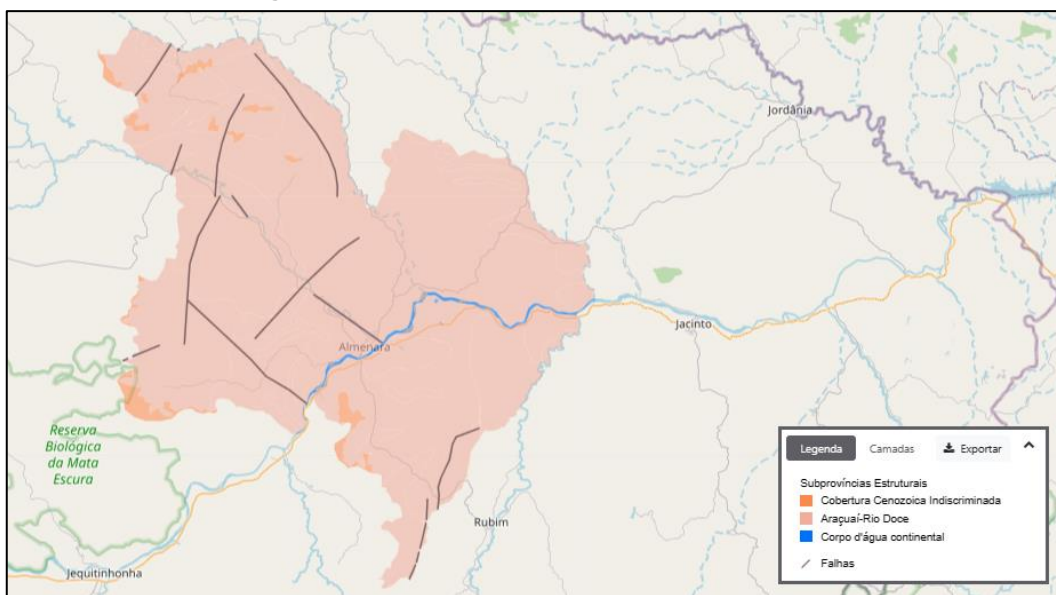 Jordânia
Jacinto
Almenara
Reserva
Biológica
da Mata
Escura
Rubim
Jequitinhonha
Legenda Camadas Exportar
Subprovíncias Estruturais
Cobertura Cenozoica Indiscriminada
Araçuaí-Rio Doce
Corpo d'água continental
Falhas